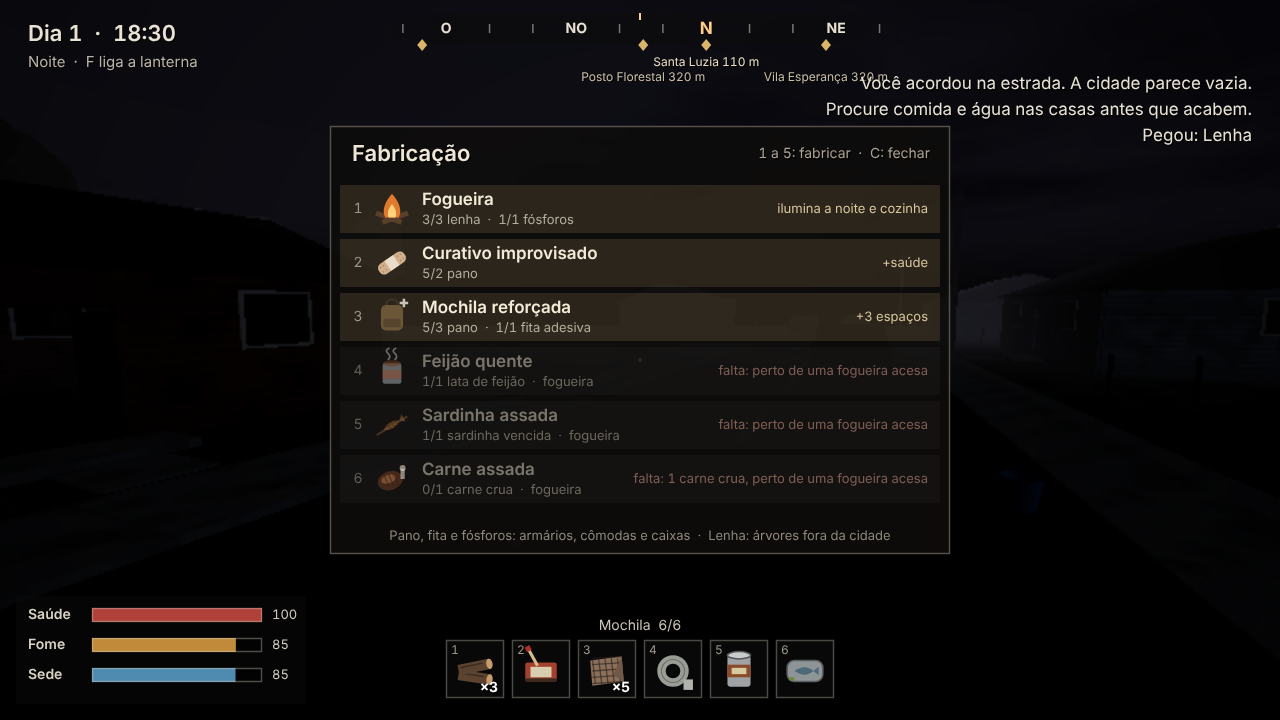 Dia 1 · 18:30
Noite · F liga a lanterna
O
NO
N
NE
Santa Luzia 110 m
Posto Florestal 320 m
Vila Esperança 320 m
Você acordou na estrada. A cidade parece vazia.
Procure comida e água nas casas antes que acabem.
Pegou: Lenha
Fabricação
1 a 5: fabricar · C: fechar
1
Fogueira
3/3 lenha · 1/1 fósforos
ilumina a noite e cozinha
2
Curativo improvisado
5/2 pano
+saúde
3
Mochila reforçada
5/3 pano · 1/1 fita adesiva
+3 espaços
4
Feijão quente
1/1 lata de feijão · fogueira
falta: perto de uma fogueira acesa
5
Sardinha assada
1/1 sardinha vencida · fogueira
falta: perto de uma fogueira acesa
6
Carne assada
0/1 carne crua · fogueira
falta: 1 carne crua, perto de uma fogueira acesa
Pano, fita e fósforos: armários, cômodas e caixas · Lenha: árvores fora da cidade
Saúde 100
Fome 85
Sede 85
Mochila 6/6
1 ×3
2
3 ×5
4
5
6